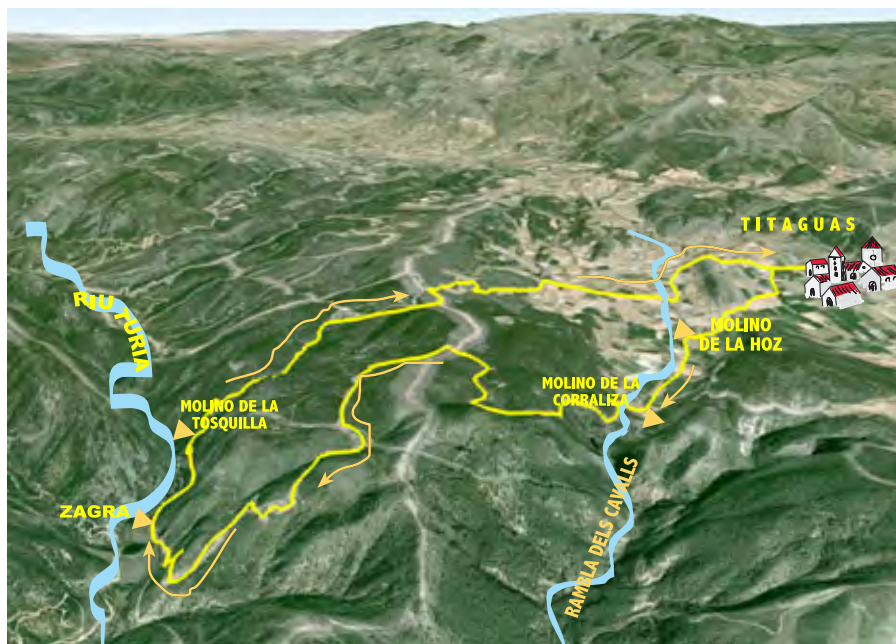 TITAGUAS
RIU TURIA
MOLINO
DE LA HOZ
MOLINO DE LA
CORRALIZA
MOLINO DE LA
TOSQUILLA
ZAGRA
RAMBLA DELS CAVALLS